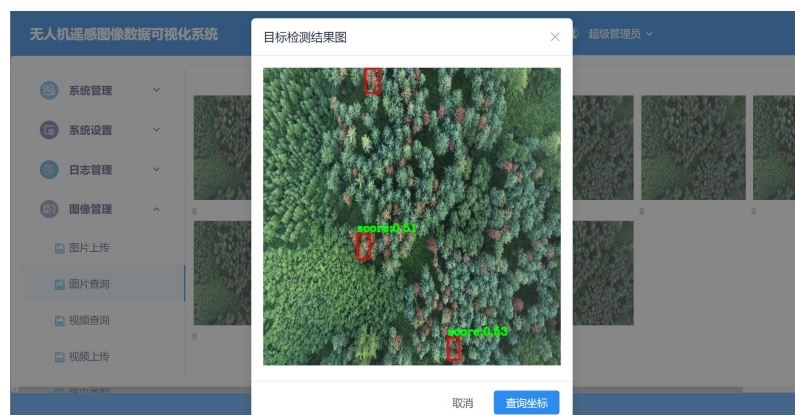 无人机遥感图像数据可视化系统
目标检测结果图
超级管理员
系统管理
系统设置
日志管理
图像管理
图片上传
图片查询
视频查询
视频上传
score:0.51
score:0.53
取消
查询坐标